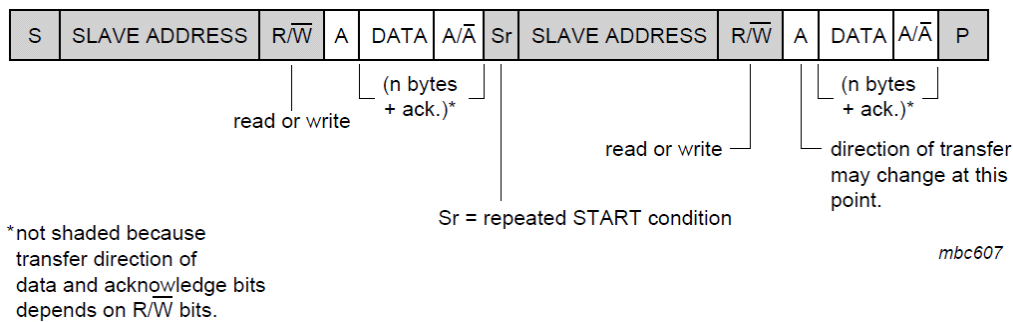 S SLAVE ADDRESS R/W̅ A DATA A/A̅ Sr SLAVE ADDRESS R/W̅ A DATA A/A̅ P
(n bytes
+ ack.)*
(n bytes
+ ack.)*
read or write
read or write
direction of transfer
may change at this
point.
Sr = repeated START condition
*not shaded because
transfer direction of
data and acknowledge bits
depends on R/W̅ bits.
mbc607